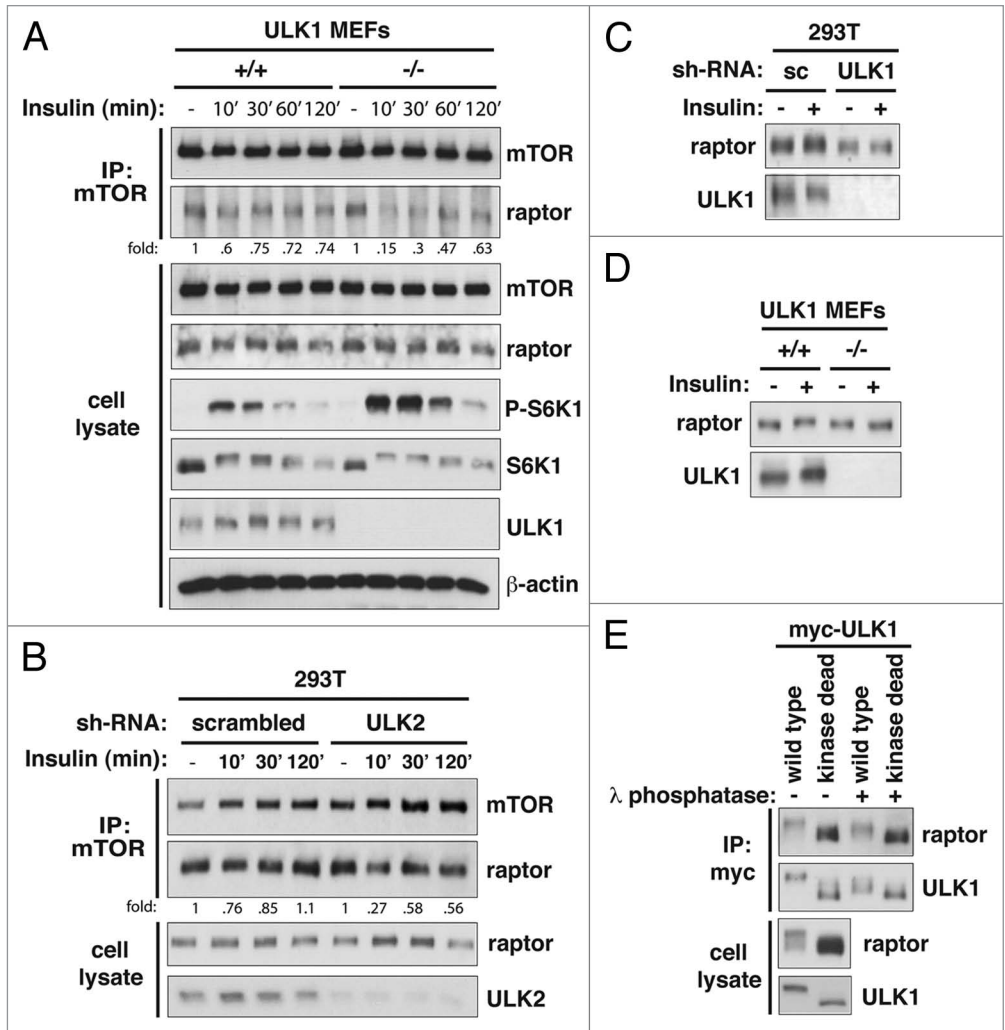 A
ULK1 MEFs
+/+ -/-
Insulin (min): - 10’ 30’ 60’ 120’ - 10’ 30’ 60’ 120’
IP:
mTOR
mTOR
raptor
fold: 1 .6 .75 .72 .74 1 .15 .3 .47 .63
cell
lysate
mTOR
raptor
P-S6K1
S6K1
ULK1
β-actin
B
293T
sh-RNA: scrambled ULK2
Insulin (min): - 10’ 30’ 120’ - 10’ 30’ 120’
IP:
mTOR
mTOR
raptor
fold: 1 .76 .85 1.1 1 .27 .58 .56
cell
lysate
raptor
ULK2
C
293T
sh-RNA: sc ULK1
Insulin: - + - +
raptor
ULK1
D
ULK1 MEFs
+/+ -/-
Insulin: - + - +
raptor
ULK1
E
myc-ULK1
wild type
kinase dead
wild type
kinase dead
λ phosphatase: - - + +
IP:
myc
raptor
ULK1
cell
lysate
raptor
ULK1